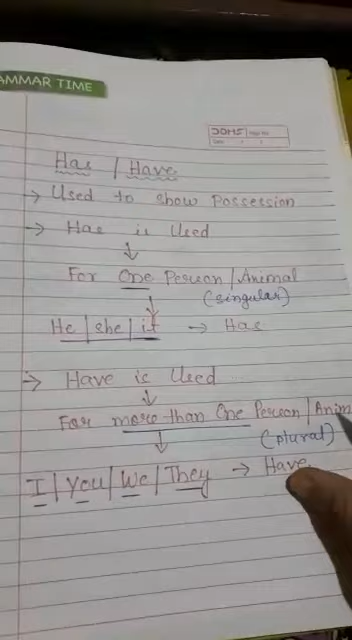 AMMAR TIME
DOMS
Has / Have
→ Used to show Possession
→ Has is Used
↓
For One Person / Animal
(singular)
↓
He / She / it → Has
→ Have is Used
↓
For more than One Person / Anim
(plural)
↓
I / You / We / They → Have